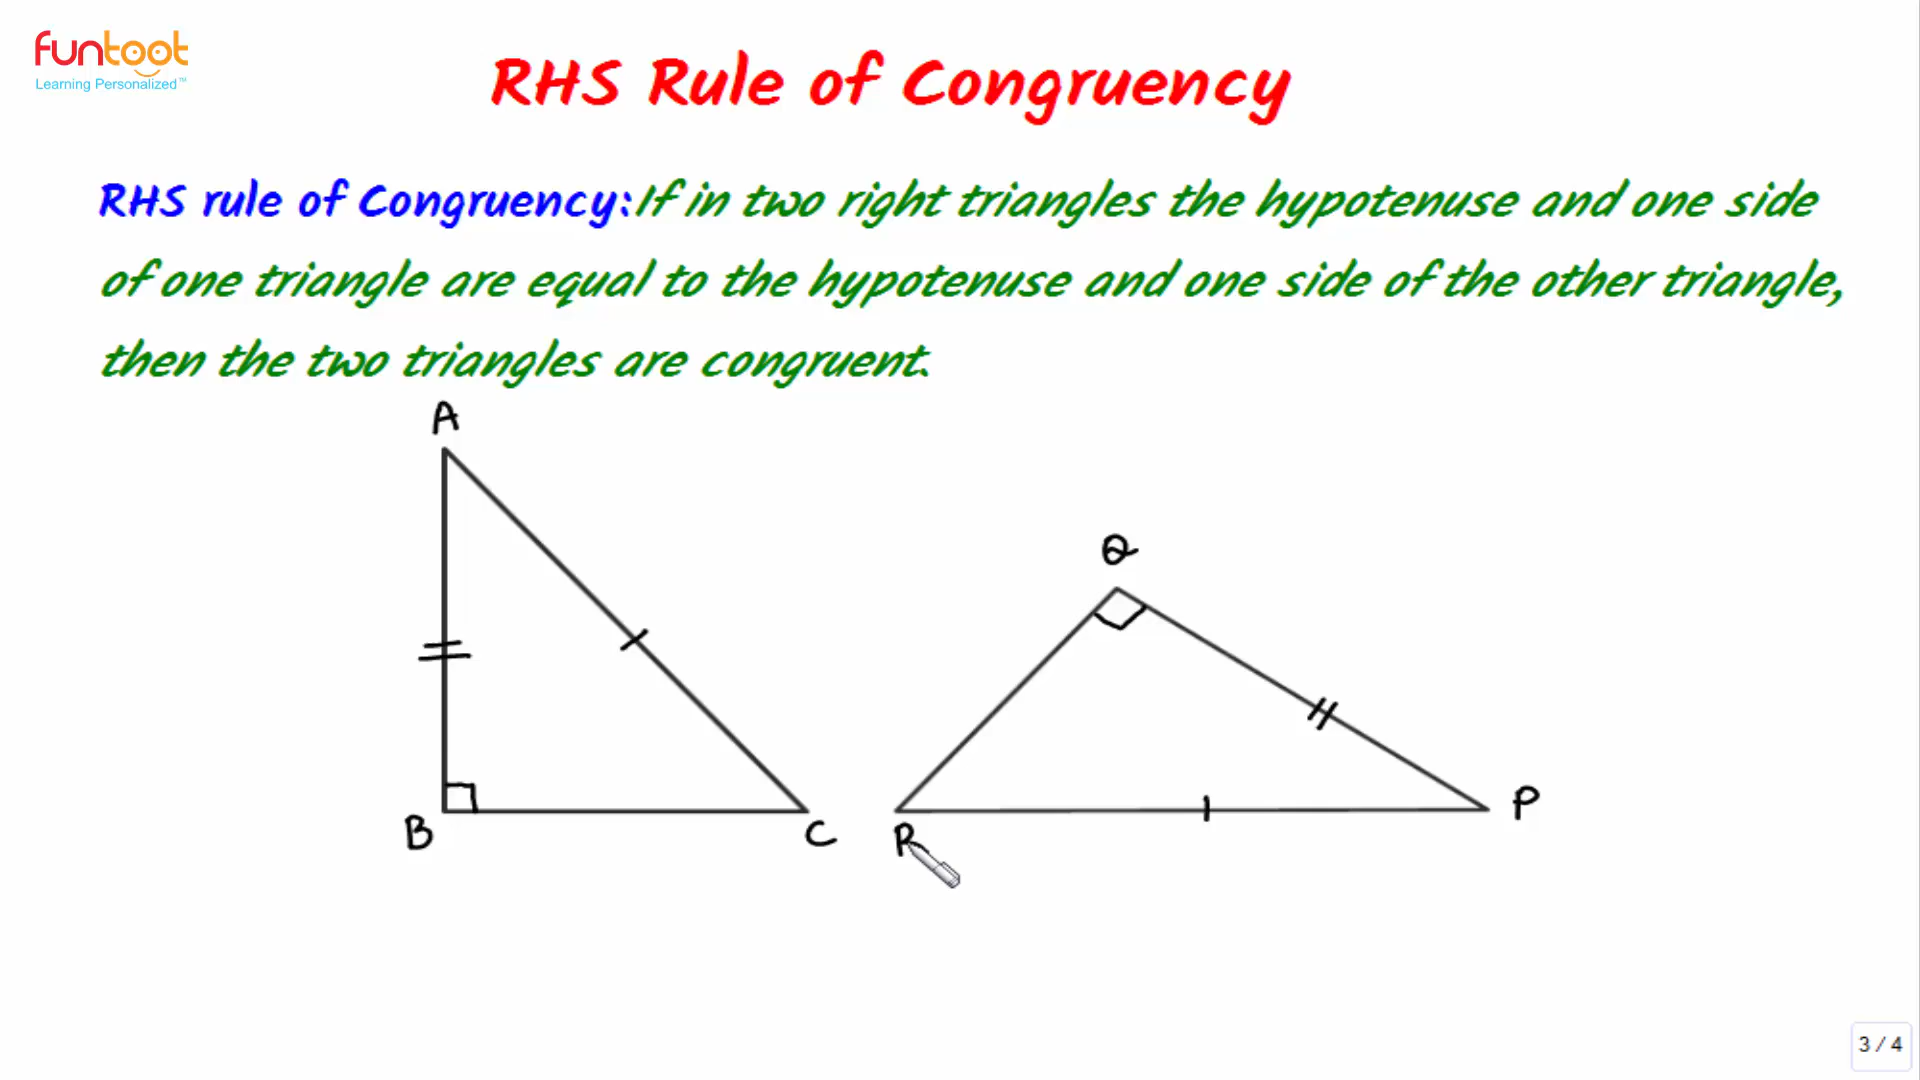 funtoot
Learning Personalized™
RHS Rule of Congruency
RHS rule of Congruency:If in two right triangles the hypotenuse and one side
of one triangle are equal to the hypotenuse and one side of the other triangle,
then the two triangles are congruent.
A
Q
P
B
C
R
3 / 4